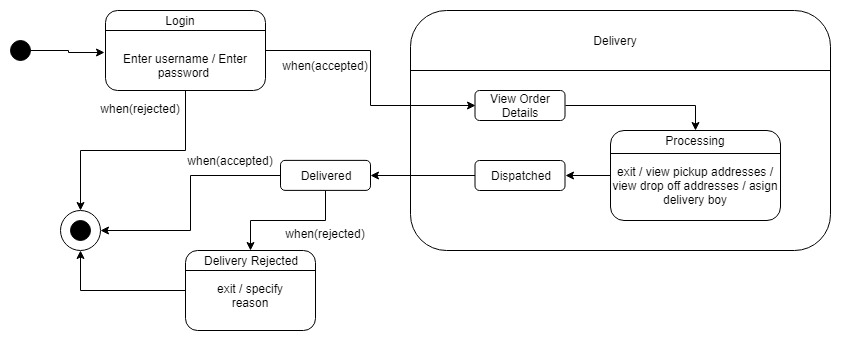 Login
Enter username / Enter
password
when(accepted)
when(rejected)
Delivery
View Order
Details
Processing
exit / view pickup addresses /
view drop off addresses / asign
delivery boy
Dispatched
Delivered
when(accepted)
when(rejected)
Delivery Rejected
exit / specify
reason